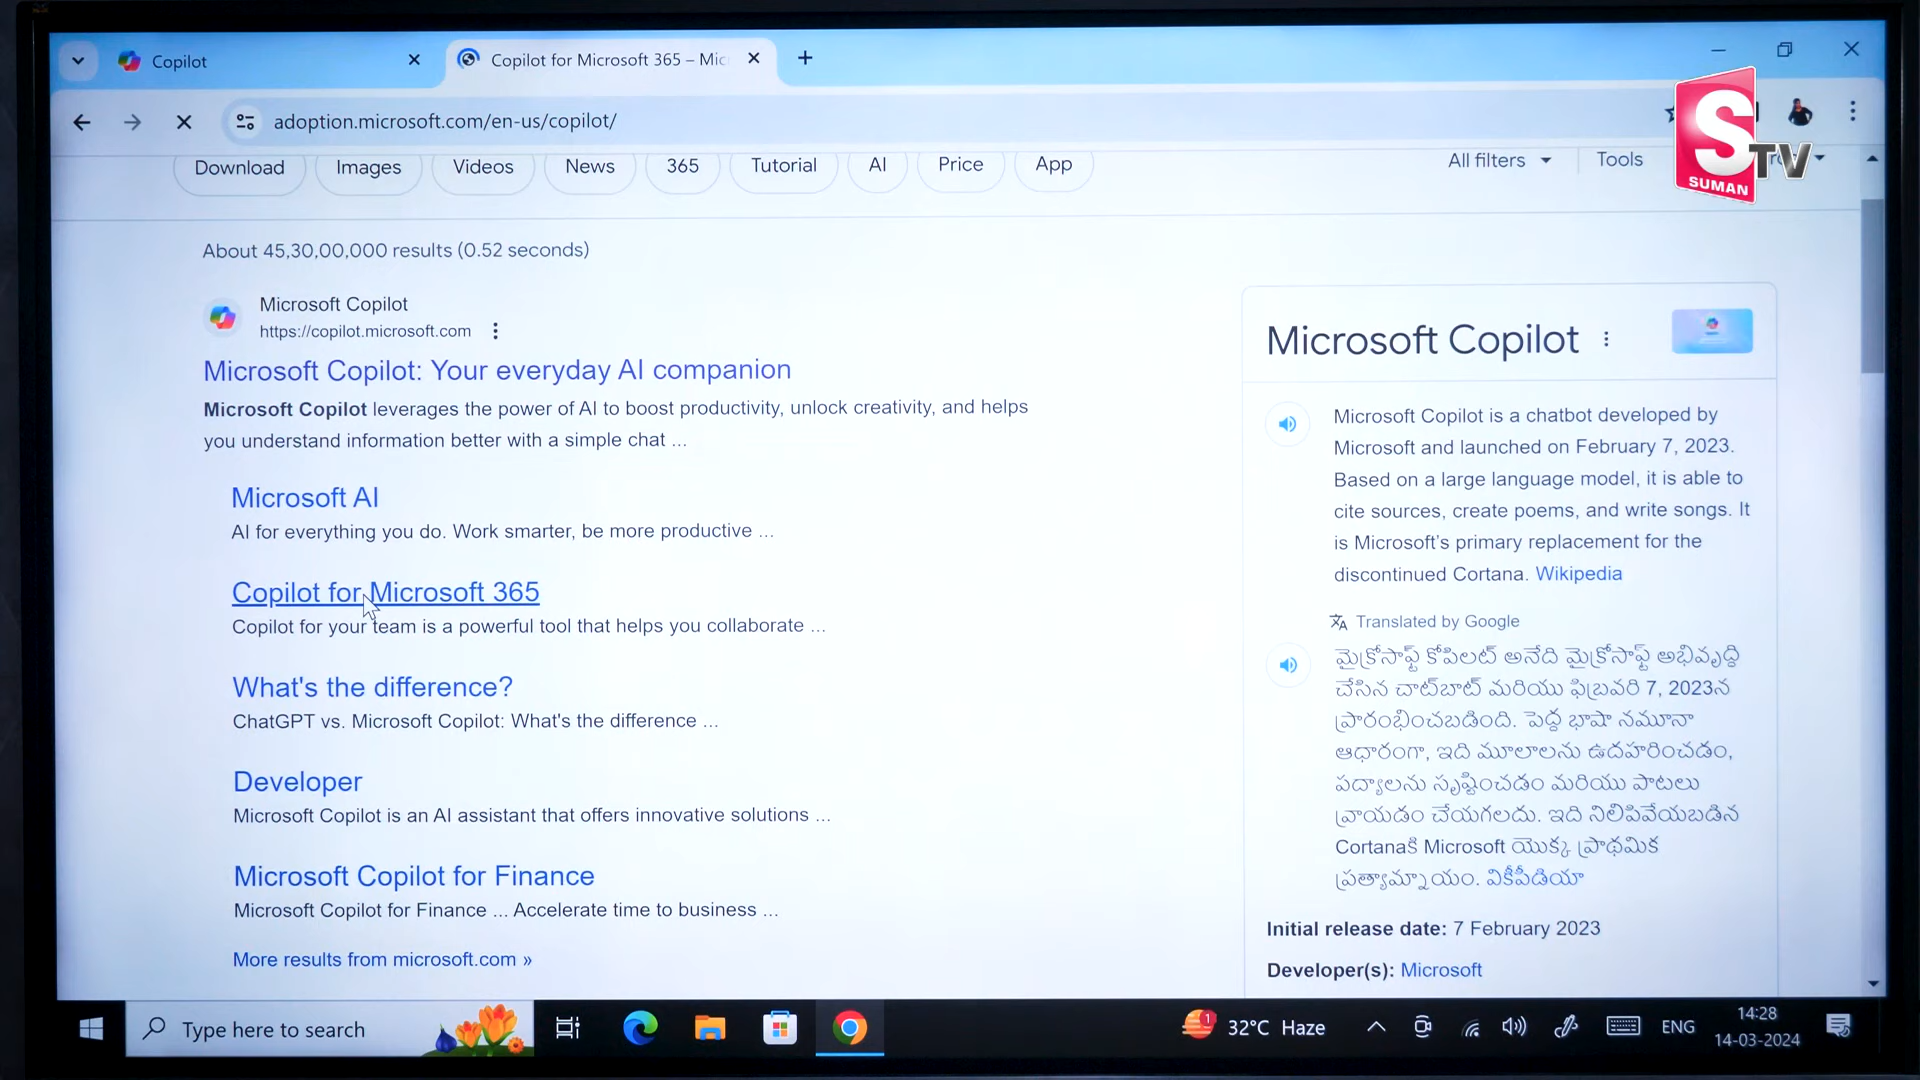 Copilot
Copilot for Microsoft 365 – Mic
adoption.microsoft.com/en-us/copilot/
S
SUMAN
TV
Download
Images
Videos
News
365
Tutorial
AI
Price
App
All filters
Tools
About 45,30,00,000 results (0.52 seconds)
Microsoft Copilot
https://copilot.microsoft.com
Microsoft Copilot: Your everyday AI companion
Microsoft Copilot leverages the power of AI to boost productivity, unlock creativity, and helps
you understand information better with a simple chat ...
Microsoft AI
AI for everything you do. Work smarter, be more productive ...
Copilot for Microsoft 365
Copilot for your team is a powerful tool that helps you collaborate ...
What's the difference?
ChatGPT vs. Microsoft Copilot: What's the difference ...
Developer
Microsoft Copilot is an AI assistant that offers innovative solutions ...
Microsoft Copilot for Finance
Microsoft Copilot for Finance ... Accelerate time to business ...
More results from microsoft.com »
Microsoft Copilot
Microsoft Copilot is a chatbot developed by
Microsoft and launched on February 7, 2023.
Based on a large language model, it is able to
cite sources, create poems, and write songs. It
is Microsoft's primary replacement for the
discontinued Cortana. Wikipedia
Translated by Google
మైక్రోసాఫ్ట్ కోపిలట్ అనేది మైక్రోసాఫ్ట్ అభివృద్ధి
చేసిన చాట్‌బాట్ మరియు ఫిబ్రవరి 7, 2023న
ప్రారంభించబడింది. పెద్ద భాషా నమూనా
ఆధారంగా, ఇది మూలాలను ఉదహరించడం,
పద్యాలను సృష్టించడం మరియు పాటలు
వ్రాయడం చేయగలదు. ఇది నిలిపివేయబడిన
Cortanaకి Microsoft యొక్క ప్రాథమిక
ప్రత్యామ్నాయం. వికీపీడియా
Initial release date: 7 February 2023
Developer(s): Microsoft
Type here to search
1
32°C Haze
ENG
14:28
14-03-2024